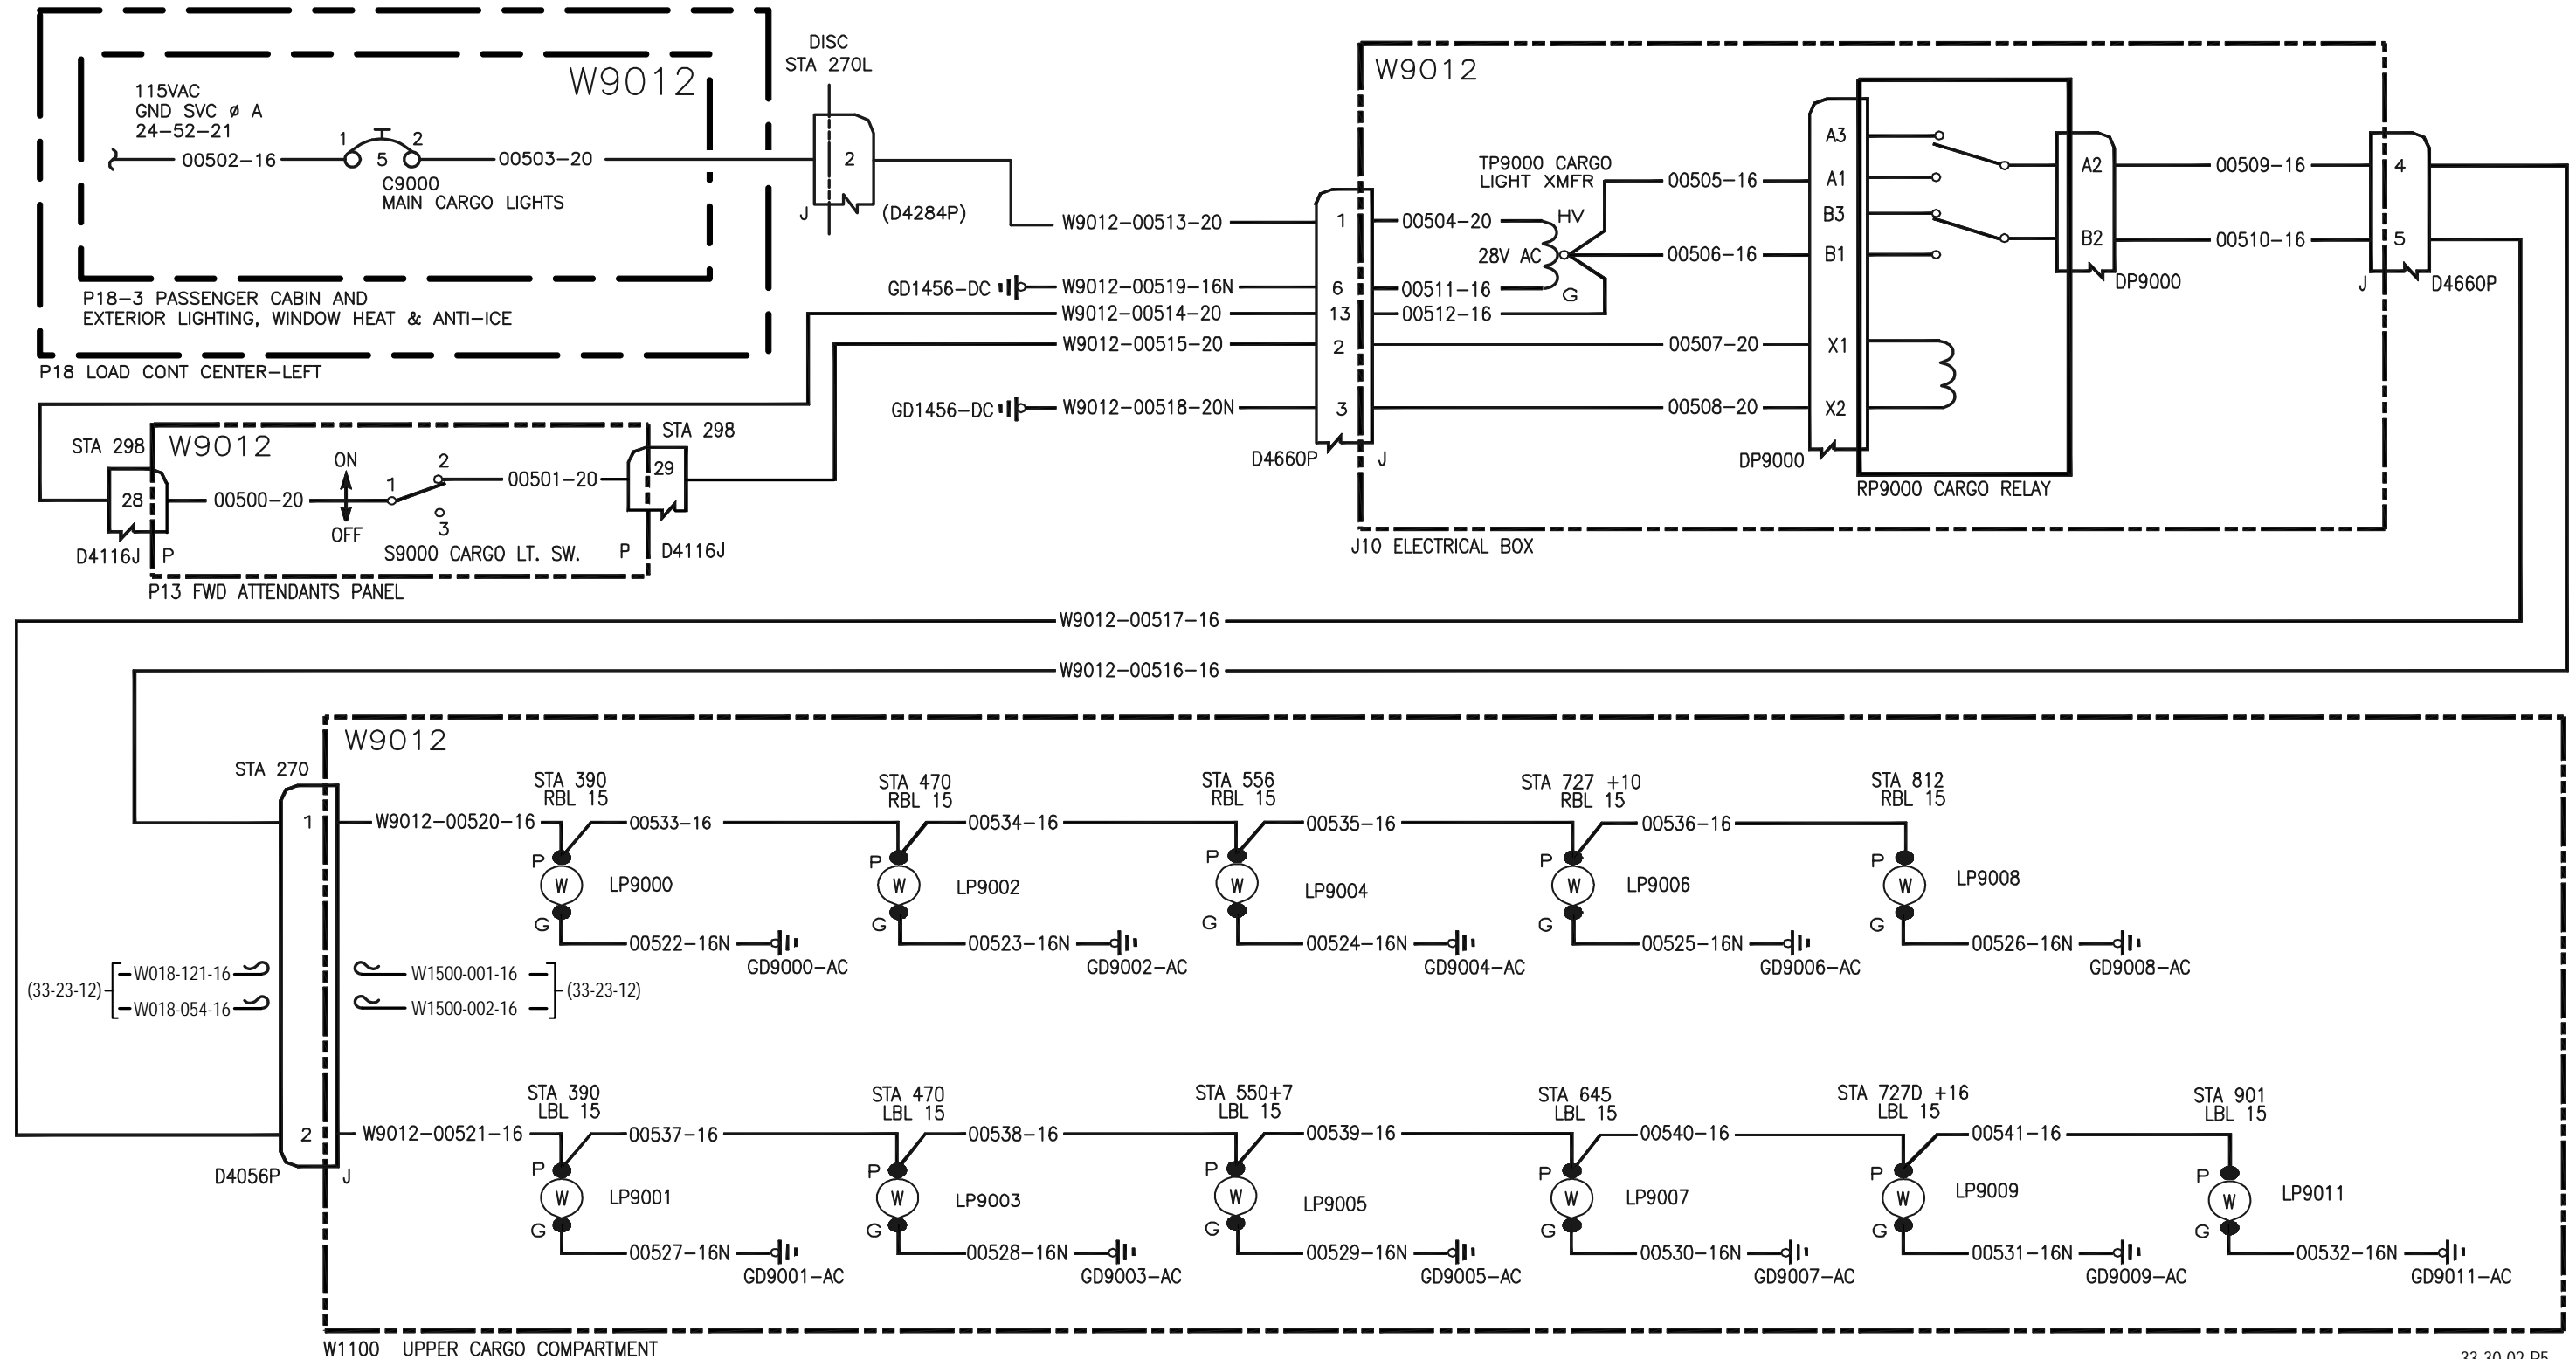 W9012
115VAC
GND SVC ø A
24-52-21
00502-16
1
5
2
00503-20
C9000
MAIN CARGO LIGHTS
P18-3 PASSENGER CABIN AND
EXTERIOR LIGHTING, WINDOW HEAT & ANTI-ICE
P18 LOAD CONT CENTER-LEFT
DISC
STA 270L
2
J
(D4284P)
W9012-00513-20
GD1456-DC
W9012-00519-16N
W9012-00514-20
W9012-00515-20
GD1456-DC
W9012-00518-20N
W9012
1
6
13
2
3
D4660P
J
00504-20
HV
28V AC
00511-16
G
00512-16
TP9000 CARGO
LIGHT XMFR
00505-16
00506-16
00507-20
00508-20
A3
A1
B3
B1
X1
X2
DP9000
RP9000 CARGO RELAY
A2
B2
DP9000
00509-16
00510-16
4
5
J
D4660P
J10 ELECTRICAL BOX
STA 298
W9012
STA 298
28
00500-20
ON
OFF
1
2
3
00501-20
29
D4116J
P
S9000 CARGO LT. SW.
P
D4116J
P13 FWD ATTENDANTS PANEL
W9012-00517-16
W9012-00516-16
W9012
STA 270
1
W9012-00520-16
STA 390
RBL 15
00533-16
STA 470
RBL 15
00534-16
STA 556
RBL 15
00535-16
STA 727 +10
RBL 15
00536-16
STA 812
RBL 15
P
W
G
LP9000
P
W
G
LP9002
P
W
G
LP9004
P
W
G
LP9006
P
W
G
LP9008
00522-16N
GD9000-AC
00523-16N
GD9002-AC
00524-16N
GD9004-AC
00525-16N
GD9006-AC
00526-16N
GD9008-AC
(33-23-12)
W018-121-16
W018-054-16
W1500-001-16
W1500-002-16
(33-23-12)
2
W9012-00521-16
D4056P
J
STA 390
LBL 15
00537-16
STA 470
LBL 15
00538-16
STA 550+7
LBL 15
00539-16
STA 645
LBL 15
00540-16
STA 727D +16
LBL 15
00541-16
STA 901
LBL 15
P
W
G
LP9001
P
W
G
LP9003
P
W
G
LP9005
P
W
G
LP9007
P
W
G
LP9009
P
W
G
LP9011
00527-16N
GD9001-AC
00528-16N
GD9003-AC
00529-16N
GD9005-AC
00530-16N
GD9007-AC
00531-16N
GD9009-AC
00532-16N
GD9011-AC
W1100 UPPER CARGO COMPARTMENT